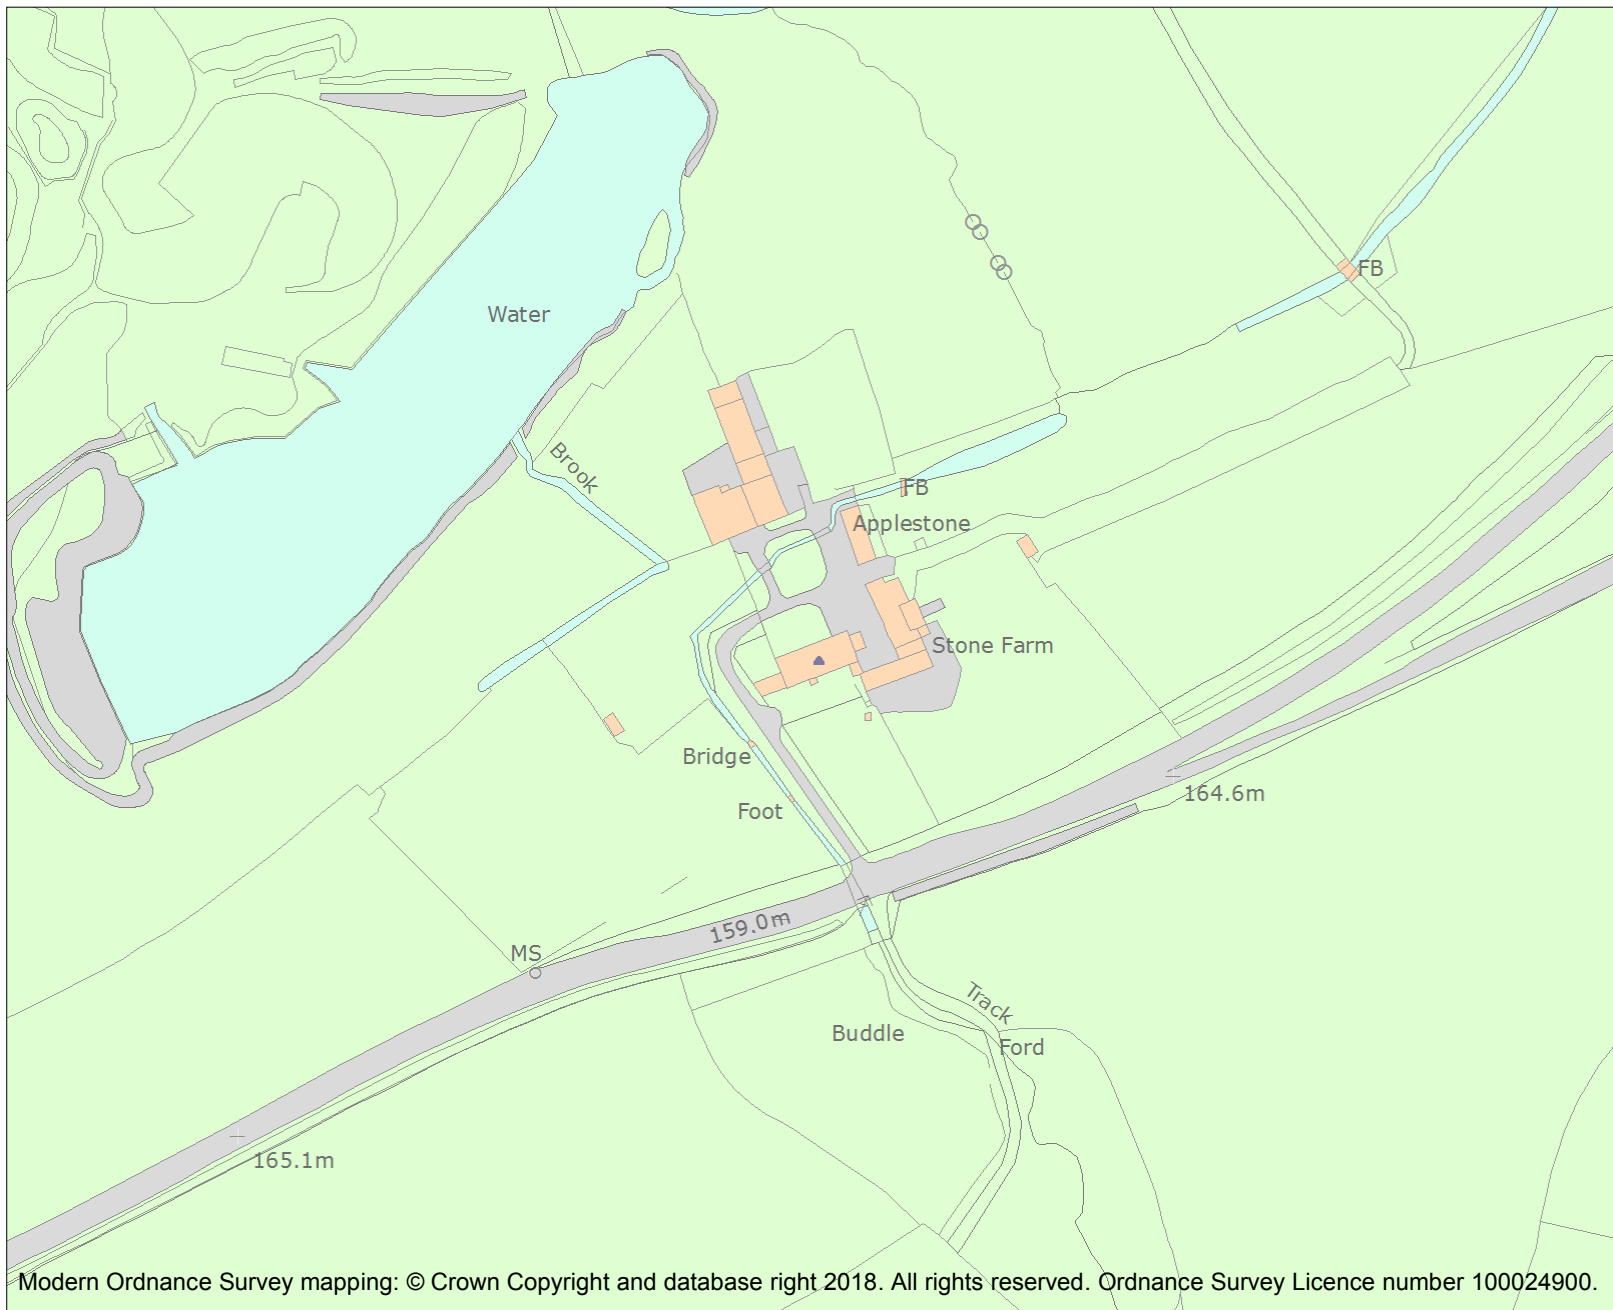 FB
Water
Brook
FB
Applestone
Stone Farm
Bridge
164.6m
Foot
159.0m
MS
Track
Buddle
Ford
165.1m
Modern Ordnance Survey mapping: © Crown Copyright and database right 2018. All rights reserved. Ordnance Survey Licence number 100024900.